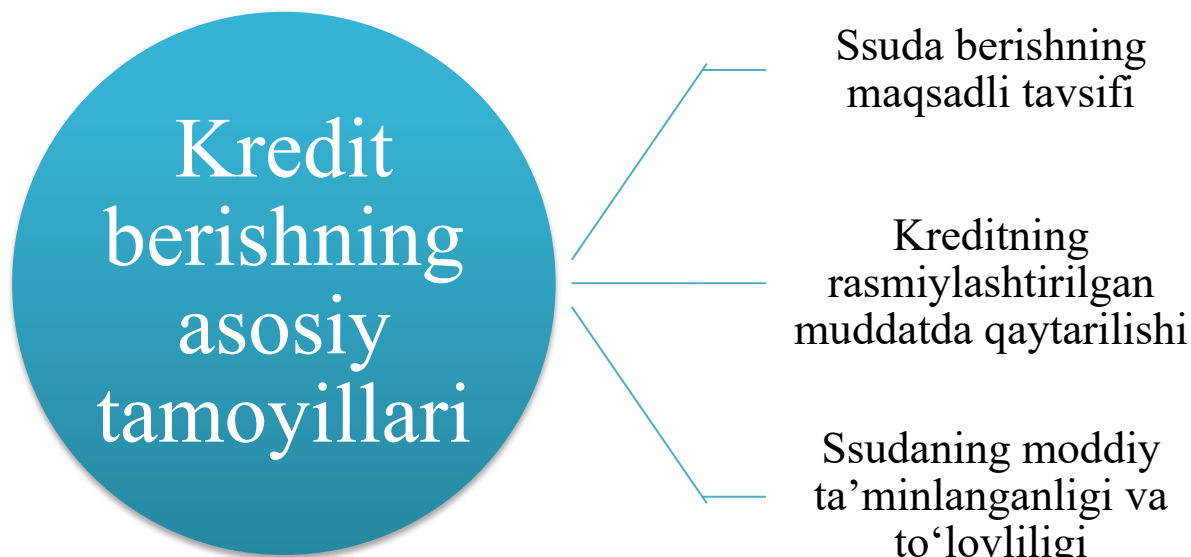 Kredit
berishning
asosiy
tamoyillari
Ssuda berishning
maqsadli tavsifi
Kreditning
rasmiylashtirilgan
muddatda qaytarilishi
Ssudaning moddiy
ta’minlanganligi va
to‘lovliligi